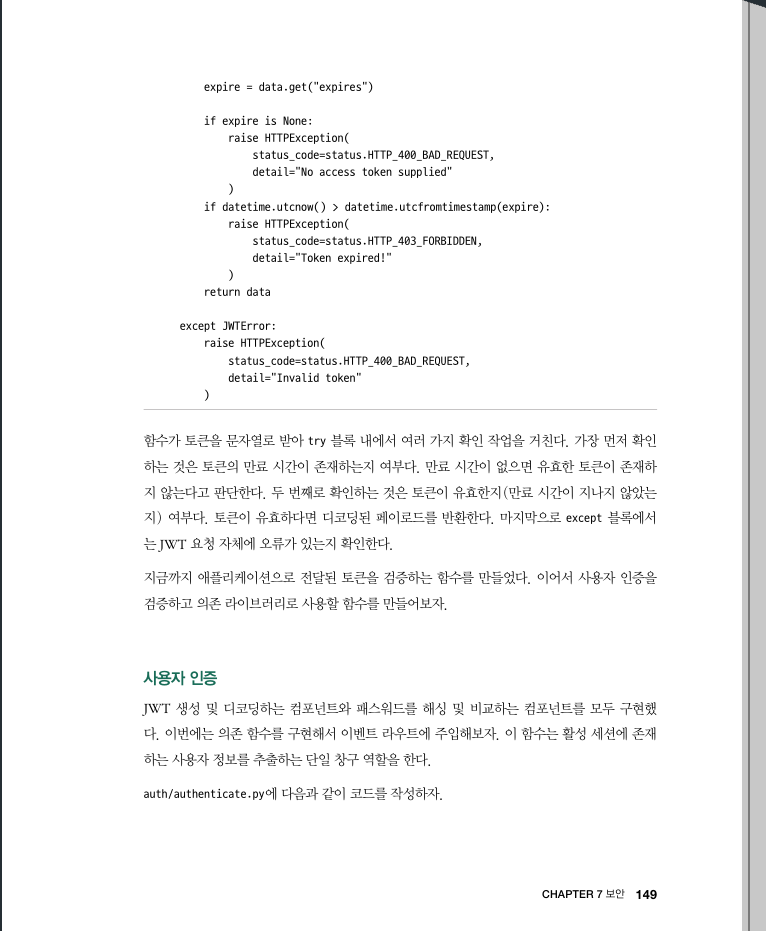 expire = data.get("expires")
if expire is None:
raise HTTPException(
status_code=status.HTTP_400_BAD_REQUEST,
detail="No access token supplied"
)
if datetime.utcnow() > datetime.utcfromtimestamp(expire):
raise HTTPException(
status_code=status.HTTP_403_FORBIDDEN,
detail="Token expired!"
)
return data
except JWTError:
raise HTTPException(
status_code=status.HTTP_400_BAD_REQUEST,
detail="Invalid token"
)
함수가 토큰을 문자열로 받아 try 블록 내에서 여러 가지 확인 작업을 거친다. 가장 먼저 확인
하는 것은 토큰의 만료 시간이 존재하는지 여부다. 만료 시간이 없으면 유효한 토큰이 존재하
지 않는다고 판단한다. 두 번째로 확인하는 것은 토큰이 유효한지(만료 시간이 지나지 않았는
지) 여부다. 토큰이 유효하다면 디코딩된 페이로드를 반환한다. 마지막으로 except 블록에서
는 JWT 요청 자체에 오류가 있는지 확인한다.
지금까지 애플리케이션으로 전달된 토큰을 검증하는 함수를 만들었다. 이어서 사용자 인증을
검증하고 의존 라이브러리로 사용할 함수를 만들어보자.
사용자 인증
JWT 생성 및 디코딩하는 컴포넌트와 패스워드를 해싱 및 비교하는 컴포넌트를 모두 구현했
다. 이번에는 의존 함수를 구현해서 이벤트 라우트에 주입해보자. 이 함수는 활성 세션에 존재
하는 사용자 정보를 추출하는 단일 창구 역할을 한다.
auth/authenticate.py에 다음과 같이 코드를 작성하자.
CHAPTER 7 보안 149